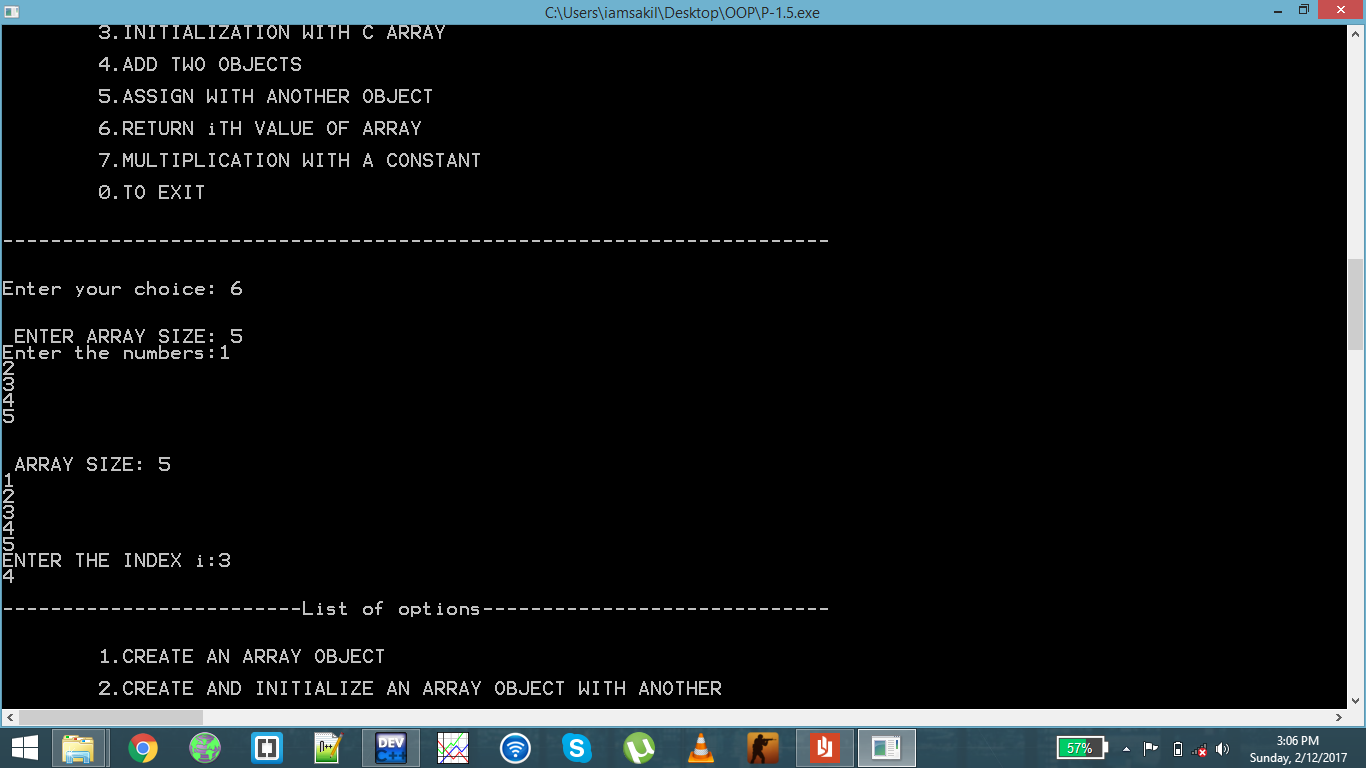 C:\Users\iamsakil\Desktop\OOP\P-1.5.exe
3.INITIALIZATION WITH C ARRAY
4.ADD TWO OBJECTS
5.ASSIGN WITH ANOTHER OBJECT
6.RETURN iTH VALUE OF ARRAY
7.MULTIPLICATION WITH A CONSTANT
0.TO EXIT
---------------------------------------------------------------------
Enter your choice: 6
ENTER ARRAY SIZE: 5
Enter the numbers:1
2
3
4
5
ARRAY SIZE: 5
1
2
3
4
5
ENTER THE INDEX i:3
4
-------------------------List of options-----------------------------
1.CREATE AN ARRAY OBJECT
2.CREATE AND INITIALIZE AN ARRAY OBJECT WITH ANOTHER
N++
DEV
C++
57%
3:06 PM
Sunday, 2/12/2017